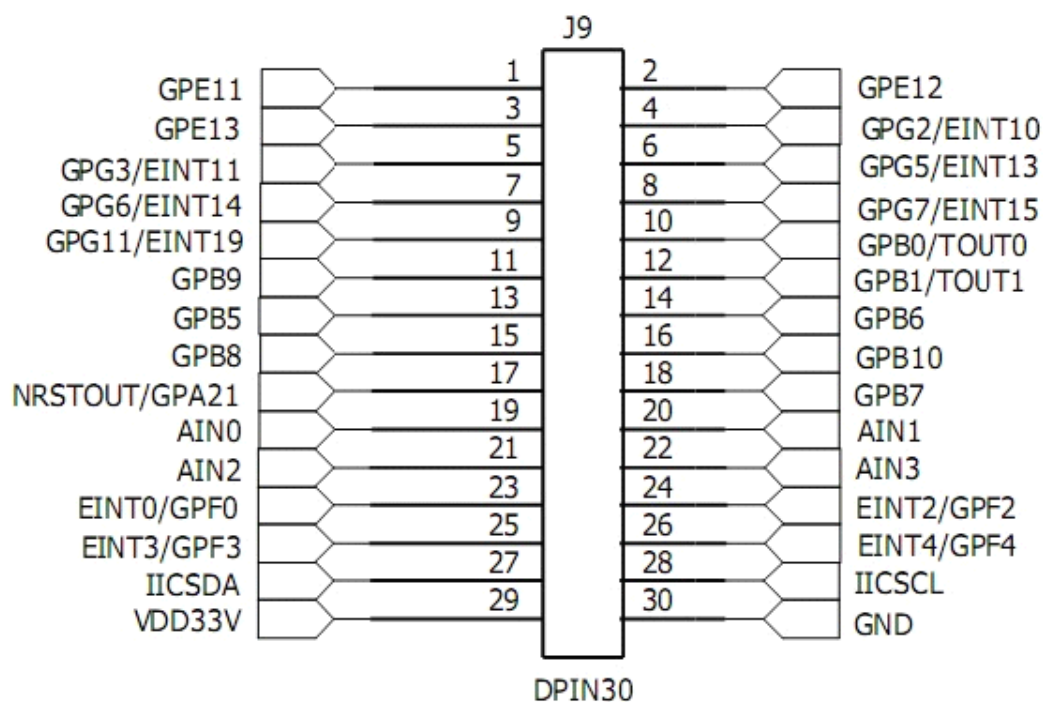 J9
GPE11 1 2 GPE12
GPE13 3 4 GPG2/EINT10
GPG3/EINT11 5 6 GPG5/EINT13
GPG6/EINT14 7 8 GPG7/EINT15
GPG11/EINT19 9 10 GPB0/TOUT0
GPB9 11 12 GPB1/TOUT1
GPB5 13 14 GPB6
GPB8 15 16 GPB10
NRSTOUT/GPA21 17 18 GPB7
AIN0 19 20 AIN1
AIN2 21 22 AIN3
EINT0/GPF0 23 24 EINT2/GPF2
EINT3/GPF3 25 26 EINT4/GPF4
IICSDA 27 28 IICSCL
VDD33V 29 30 GND
DPIN30